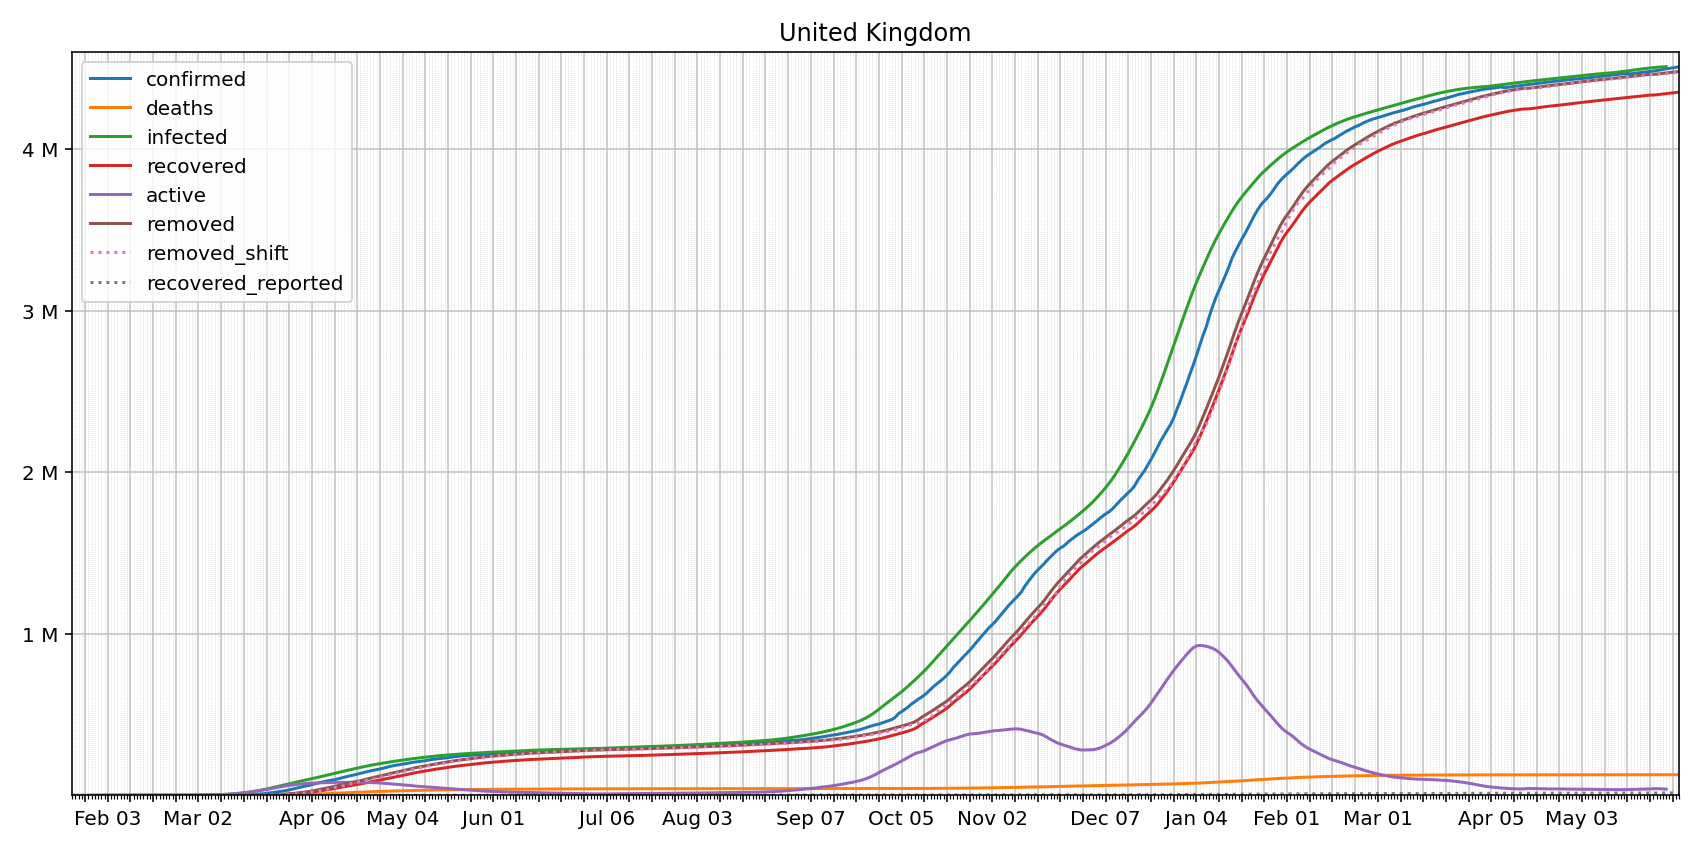 United Kingdom
confirmed
deaths
infected
recovered
active
removed
removed_shift
recovered_reported
4 M
3 M
2 M
1 M
Feb 03 Mar 02 Apr 06 May 04 Jun 01 Jul 06 Aug 03 Sep 07 Oct 05 Nov 02 Dec 07 Jan 04 Feb 01 Mar 01 Apr 05 May 03